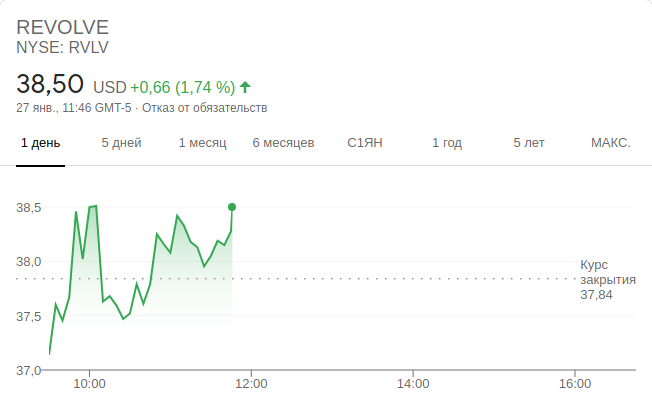 REVOLVE
NYSE: RVLV
38,50 USD +0,66 (1,74 %)
27 янв., 11:46 GMT-5 · Отказ от обязательств
1 день 5 дней 1 месяц 6 месяцев С1ЯН 1 год 5 лет МАКС.
38,5
38,0
37,5
37,0
Курс
закрытия
37,84
10:00 12:00 14:00 16:00